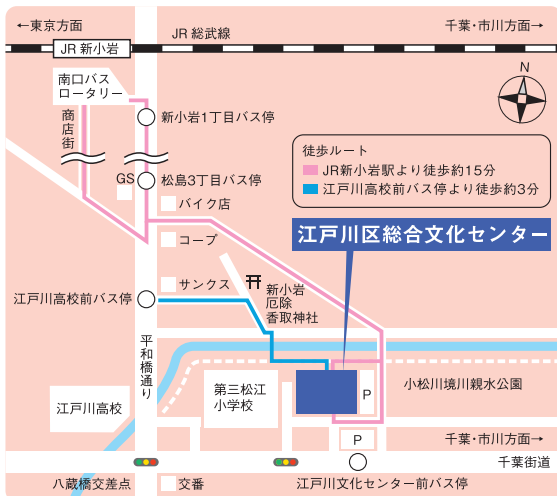 ←東京方面
千葉・市川方面→
JR 総武線
JR 新小岩
N
南口バス
ロータリー
商店街
新小岩1丁目バス停
徒歩ルート
JR新小岩駅より徒歩約15分
江戸川高校前バス停より徒歩約3分
GS
松島3丁目バス停
バイク店
江戸川区総合文化センター
コープ
サンクス
江戸川高校前バス停
新小岩
厄除
香取神社
平和橋通り
第三松江
小学校
P
小松川境川親水公園
江戸川高校
P
千葉・市川方面→
千葉街道
八蔵橋交差点
交番
江戸川文化センター前バス停